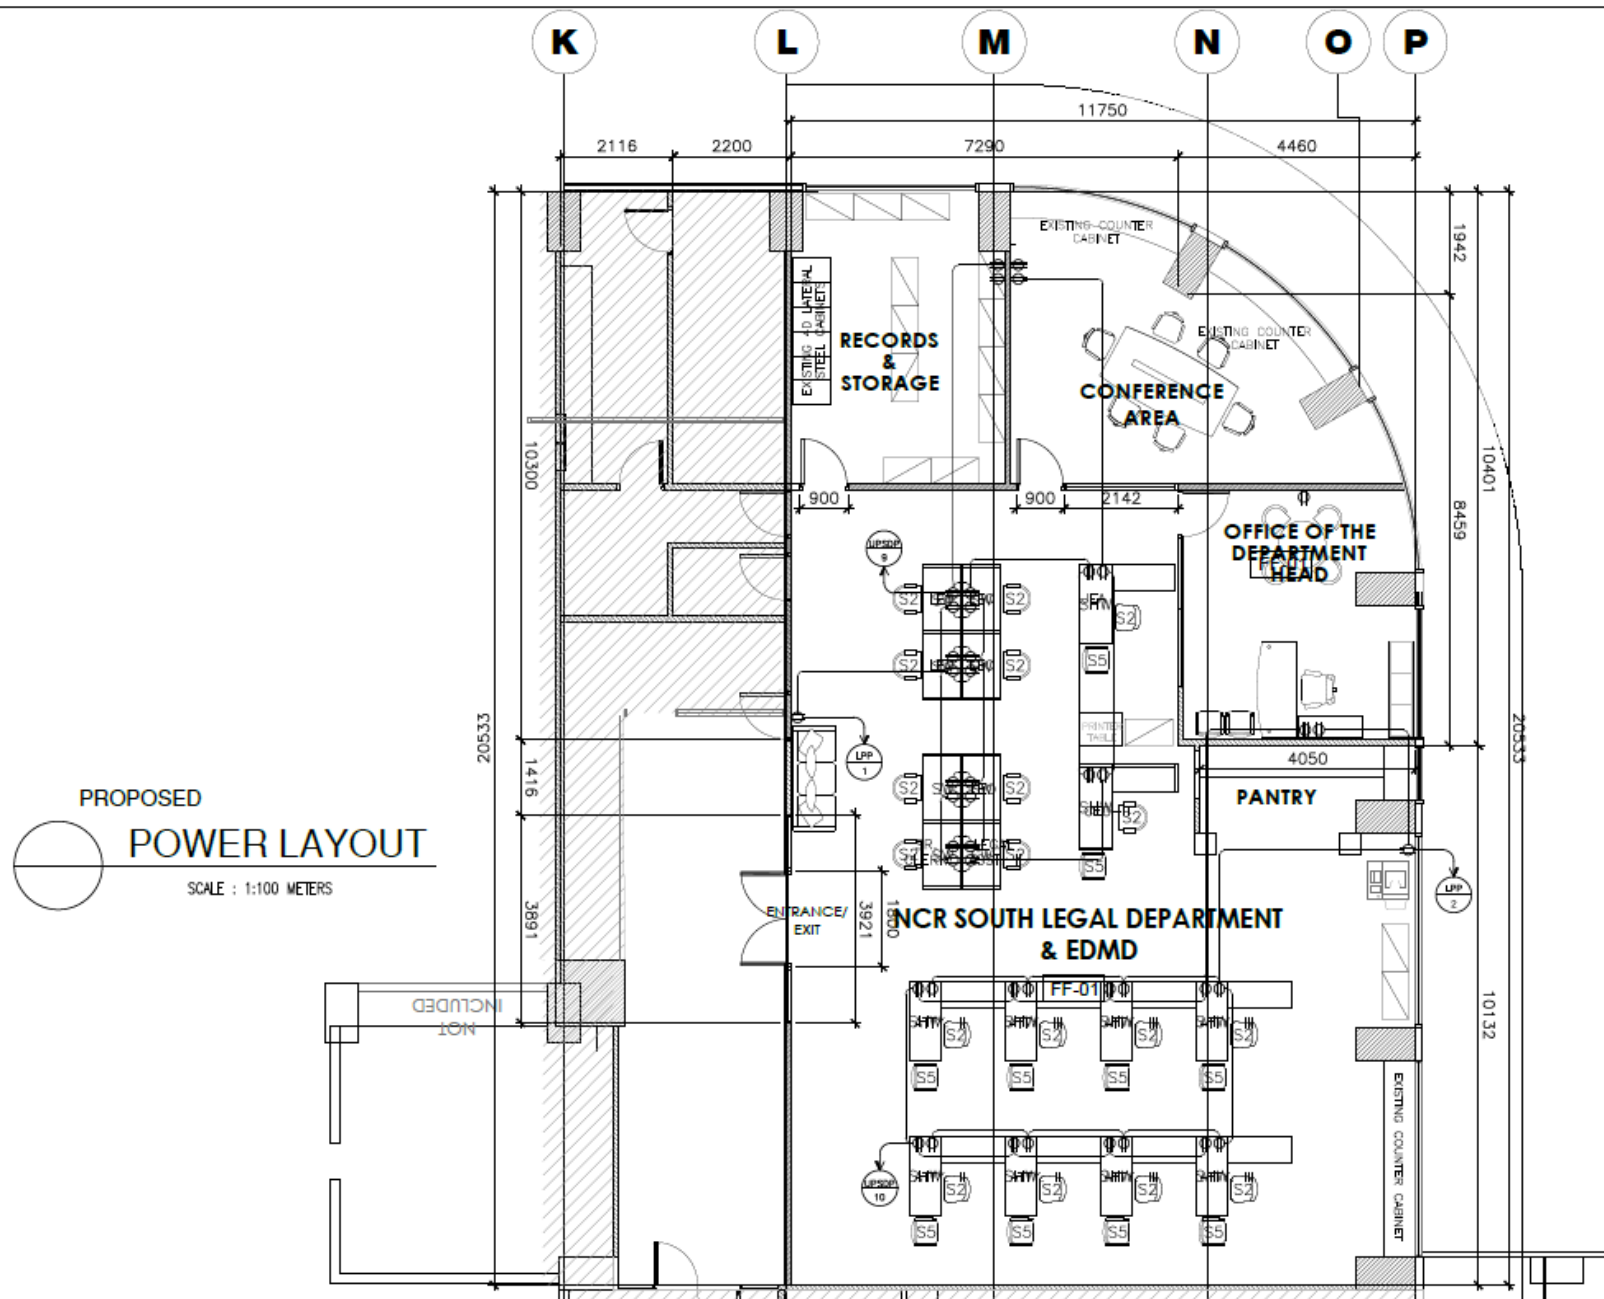 K L M N O P
11750
2116 2200 7290 4460
EXISTING COUNTER
CABINET
1942
EXISTING 4D LATERAL
STEEL CABINETS
RECORDS
&
STORAGE
EXISTING COUNTER
CABINET
CONFERENCE
AREA
10300
10401
8459
900 900 2142
OFFICE OF THE
DEPARTMENT
HEAD
UPSDP
9
S2 S2
S2
S2 S2
S5
20533
20533
PRINTER
TABLE
LPP
1
1416
4050
PANTRY
PROPOSED
POWER LAYOUT
SCALE : 1:100 METERS
S2 S2
S2
S2 S2
S5
LPP
2
3891
3921
1800
ENTRANCE/
EXIT
NCR SOUTH LEGAL DEPARTMENT
& EDMD
FF-01
NOT
INCLUDED
10132
S2 S2 S2 S2
S5 S5 S5 S5
EXISTING COUNTER CABINET
UPSDP
10
S2 S2 S2 S2
S5 S5 S5 S5